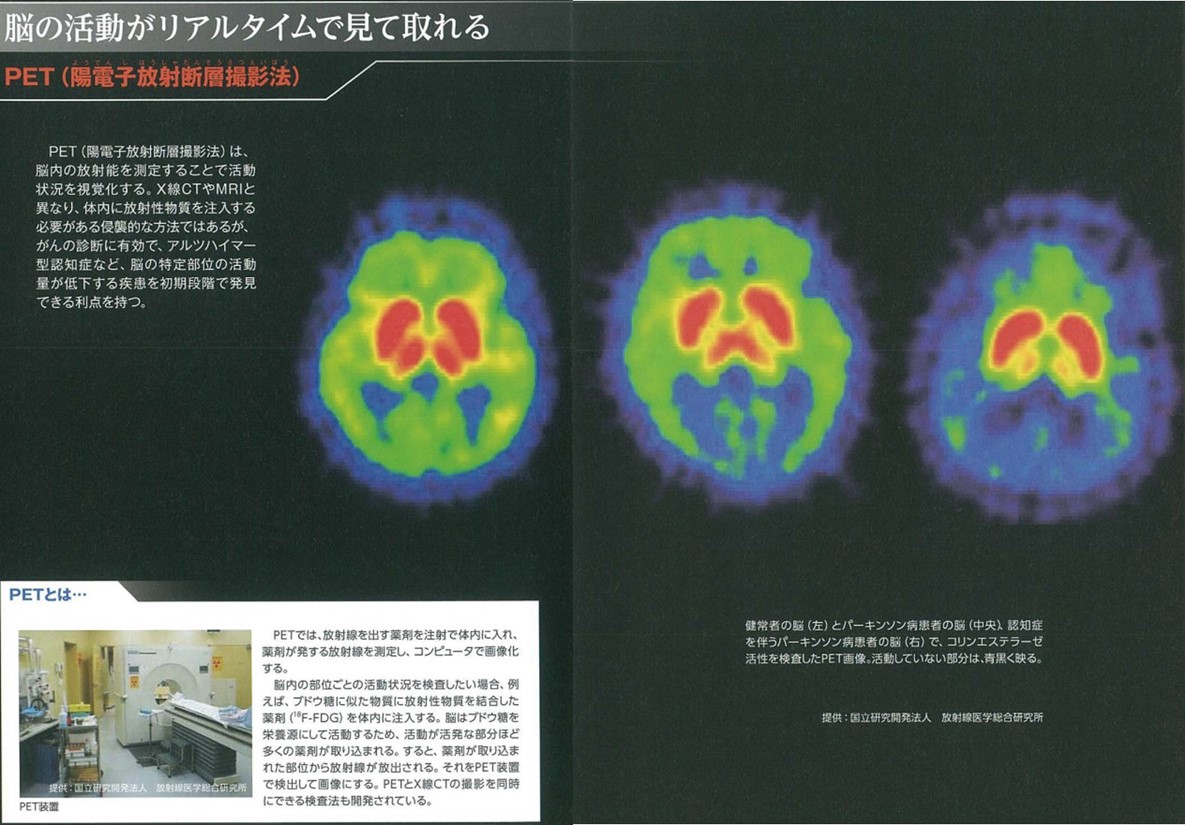 脳の活動がリアルタイムで見て取れる
ようでんしほうしゃだんそうさつえいほう
PET（陽電子放射断層撮影法）
PET（陽電子放射断層撮影法）は、
脳内の放射能を測定することで活動
状況を視覚化する。X線CTやMRIと
異なり、体内に放射性物質を注入する
必要がある侵襲的な方法ではあるが、
がんの診断に有効で、アルツハイマー
型認知症など、脳の特定部位の活動
量が低下する疾患を初期段階で発見
できる利点を持つ。
PETとは…
提供：国立研究開発法人　放射線医学総合研究所
PET装置
PETでは、放射線を出す薬剤を注射で体内に入れ、
薬剤が発する放射線を測定し、コンピュータで画像化
する。
脳内の部位ごとの活動状況を検査したい場合、例
えば、ブドウ糖に似た物質に放射性物質を結合した
薬剤（¹⁸F-FDG）を体内に注入する。脳はブドウ糖を
栄養源にして活動するため、活動が活発な部分ほど
多くの薬剤が取り込まれる。すると、薬剤が取り込ま
れた部位から放射線が放出される。それをPET装置
で検出して画像にする。PETとX線CTの撮影を同時
にできる検査法も開発されている。
健常者の脳（左）とパーキンソン病患者の脳（中央）、認知症
を伴うパーキンソン病患者の脳（右）で、コリンエステラーゼ
活性を検査したPET画像。活動していない部分は、青黒く映る。
提供：国立研究開発法人　放射線医学総合研究所